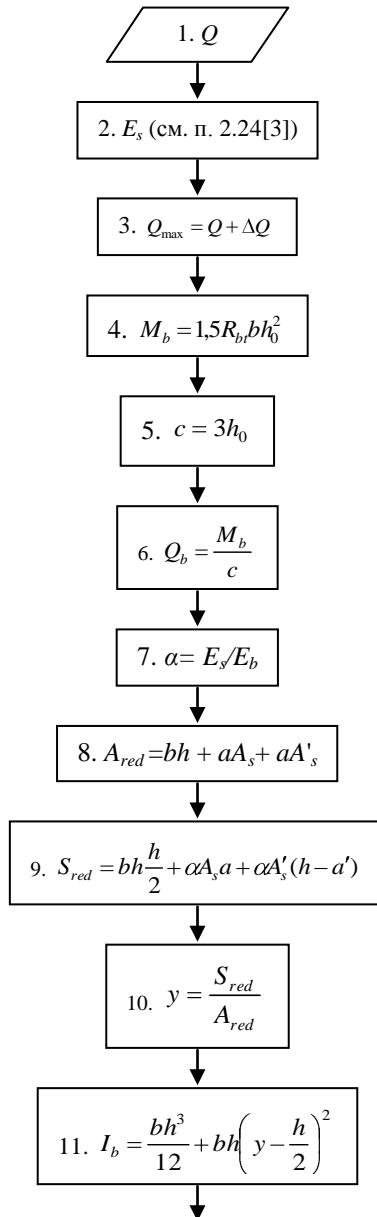 1. Q
2. E_s (см. п. 2.24[3])
3. Q_max = Q + ΔQ
4. M_b = 1,5R_bt bh_0^2
5. c = 3h_0
6. Q_b = M_b / c
7. α= E_s/E_b
8. A_red =bh + aA_s + aA'_s
9. S_red = bh h/2 + αA_s a + αA'_s (h − a′)
10. y = S_red / A_red
11. I_b = bh^3/12 + bh(y − h/2)^2